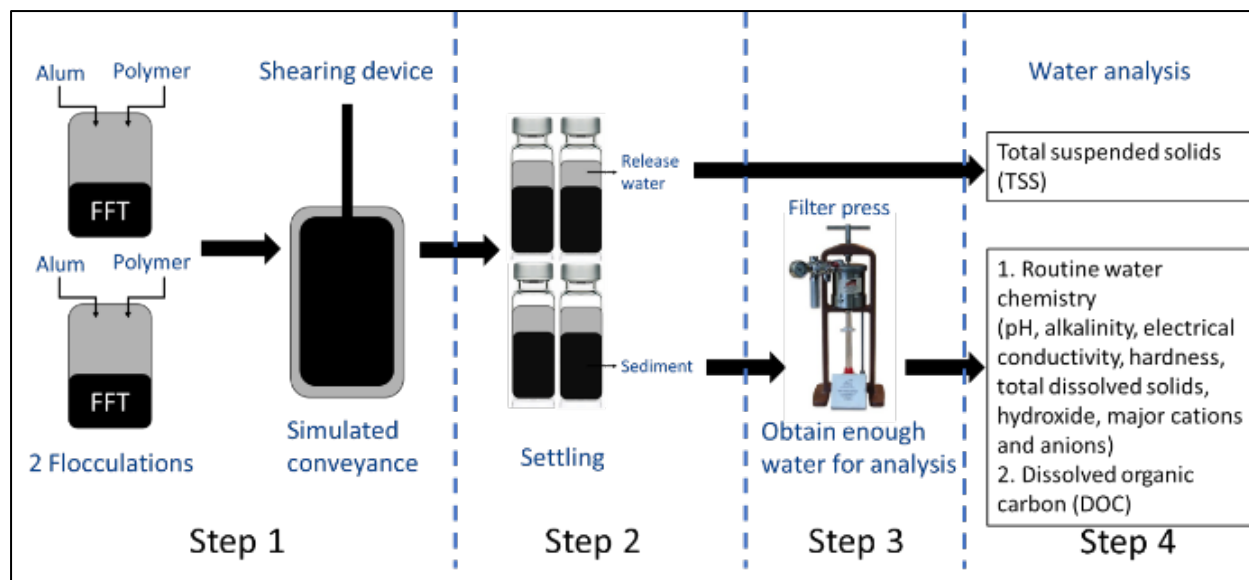 Alum Polymer
FFT
Alum Polymer
FFT
2 Flocculations
Shearing device
Simulated
conveyance
Step 1
Release
water
Sediment
Settling
Step 2
Filter press
Obtain enough
water for analysis
Step 3
Water analysis
Total suspended solids
(TSS)
1. Routine water
chemistry
(pH, alkalinity, electrical
conductivity, hardness,
total dissolved solids,
hydroxide, major cations
and anions)
2. Dissolved organic
carbon (DOC)
Step 4